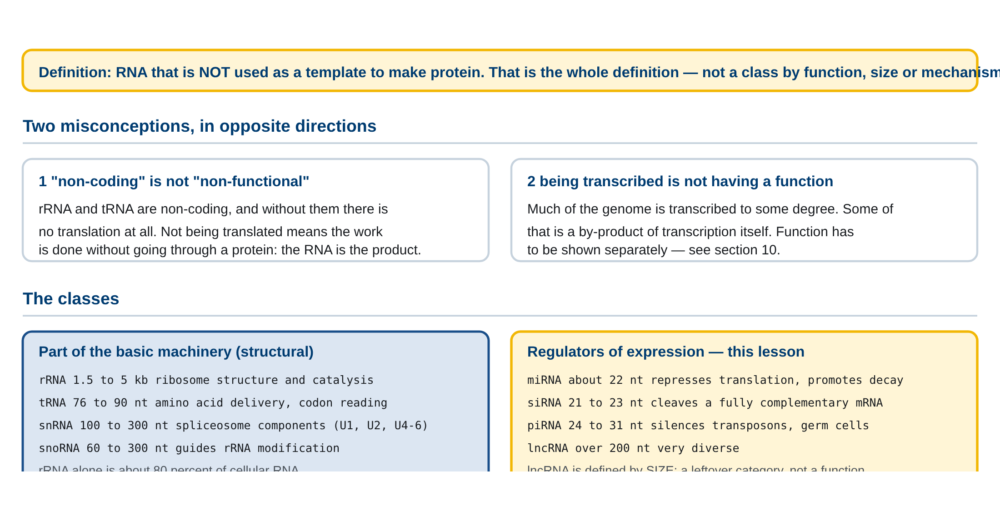 Definition: RNA that is NOT used as a template to make protein. That is the whole definition — not a class by function, size or mechanism
Two misconceptions, in opposite directions
1 "non-coding" is not "non-functional"
rRNA and tRNA are non-coding, and without them there is
no translation at all. Not being translated means the work
is done without going through a protein: the RNA is the product.
2 being transcribed is not having a function
Much of the genome is transcribed to some degree. Some of
that is a by-product of transcription itself. Function has
to be shown separately — see section 10.
The classes
Part of the basic machinery (structural)
rRNA 1.5 to 5 kb ribosome structure and catalysis
tRNA 76 to 90 nt amino acid delivery, codon reading
snRNA 100 to 300 nt spliceosome components (U1, U2, U4-6)
snoRNA 60 to 300 nt guides rRNA modification
rRNA alone is about 80 percent of cellular RNA
Regulators of expression — this lesson
miRNA about 22 nt represses translation, promotes decay
siRNA 21 to 23 nt cleaves a fully complementary mRNA
piRNA 24 to 31 nt silences transposons, germ cells
lncRNA over 200 nt very diverse
lncRNA is defined by SIZE: a leftover category, not a function